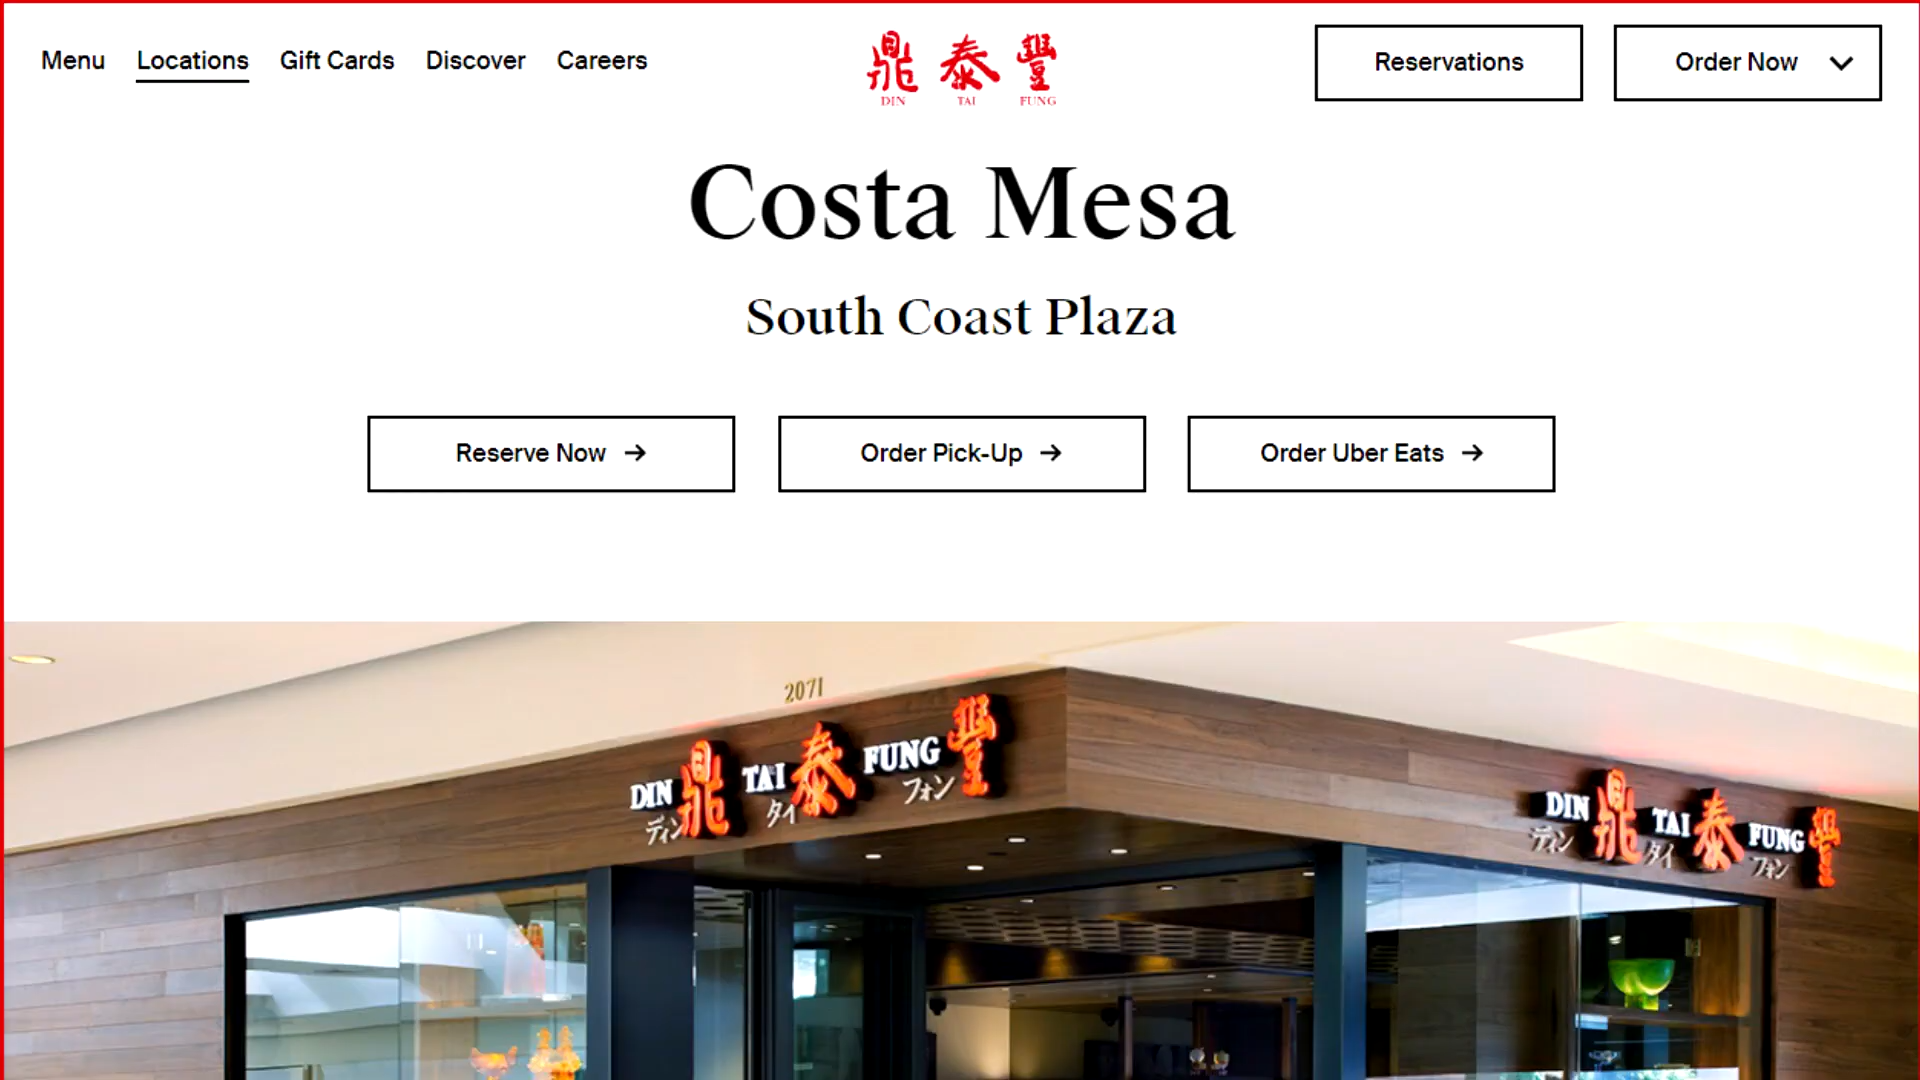 Menu Locations Gift Cards Discover Careers
鼎 泰 豐
DIN TAI FUNG
Reservations
Order Now
Costa Mesa
South Coast Plaza
Reserve Now →
Order Pick-Up →
Order Uber Eats →
2071
DIN 鼎 TAI 泰 FUNG 豐
ディン タイ フォン
DIN 鼎 TAI 泰 FUNG 豐
ディン タイ フォン